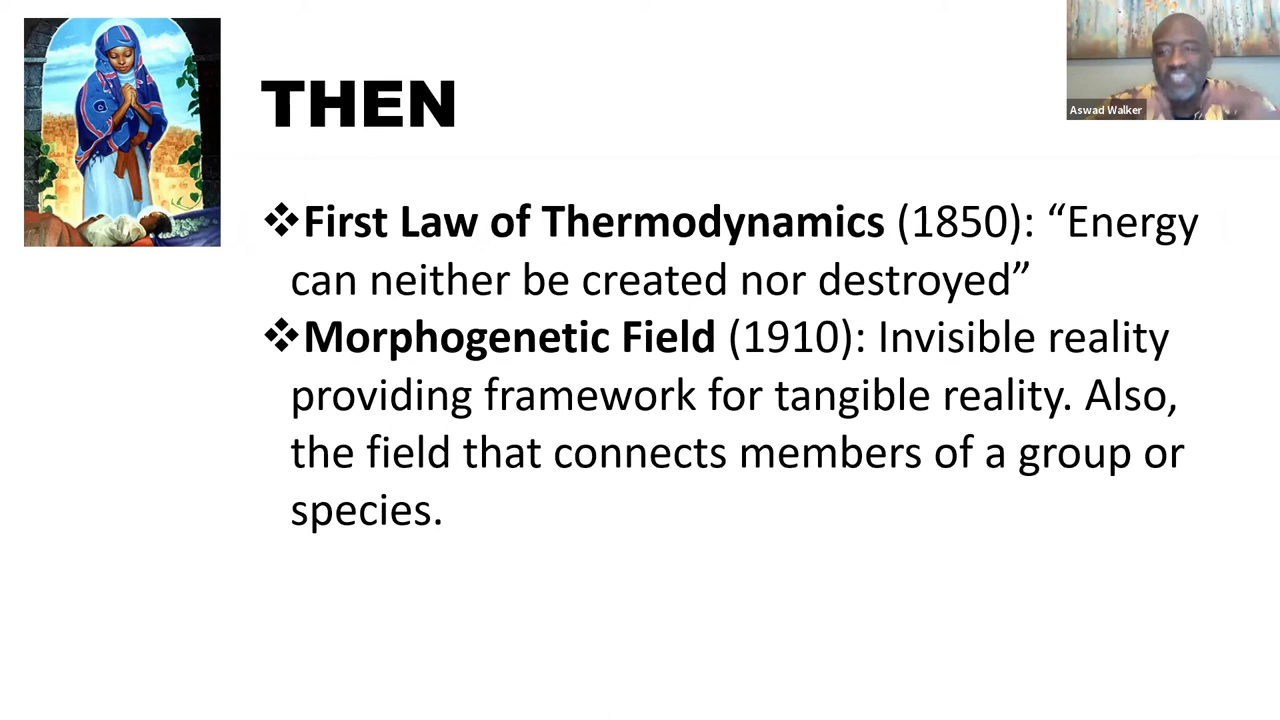 THEN
Aswad Walker
❖First Law of Thermodynamics (1850): “Energy
can neither be created nor destroyed”
❖Morphogenetic Field (1910): Invisible reality
providing framework for tangible reality. Also,
the field that connects members of a group or
species.